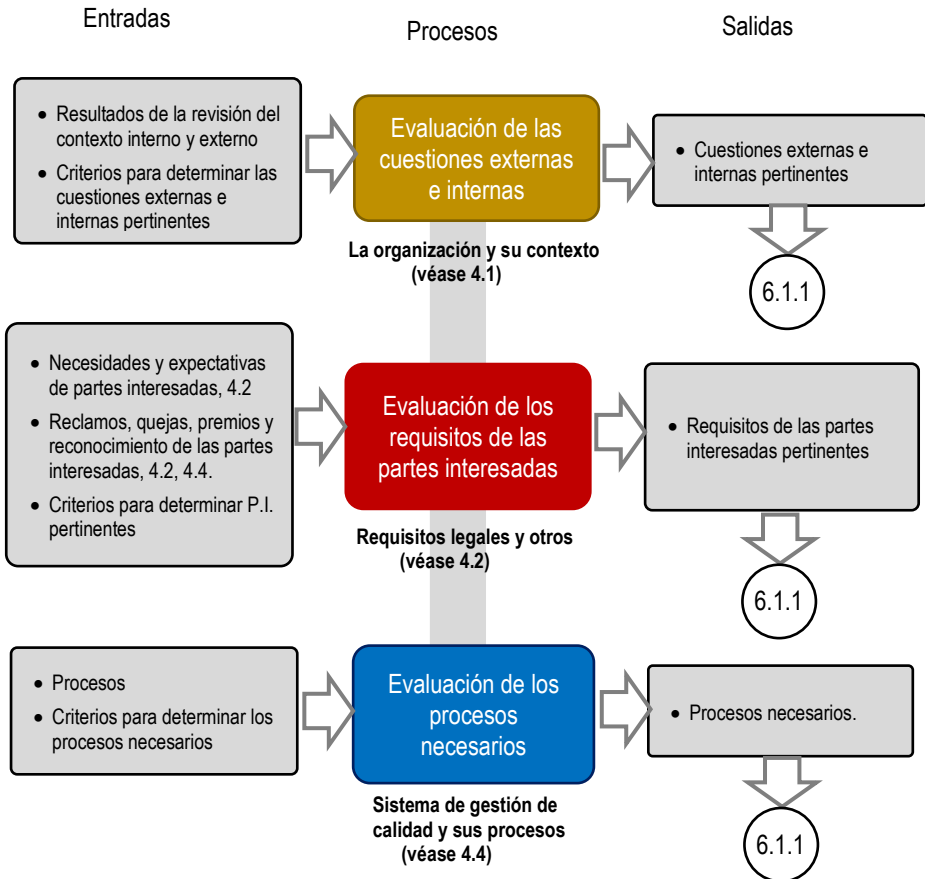 Entradas
Procesos
Salidas
• Resultados de la revisión del
contexto interno y externo
• Criterios para determinar las
cuestiones externas e
internas pertinentes
Evaluación de las
cuestiones externas
e internas
• Cuestiones externas e
internas pertinentes
La organización y su contexto
(véase 4.1)
6.1.1
• Necesidades y expectativas
de partes interesadas, 4.2
• Reclamos, quejas, premios y
reconocimiento de las partes
interesadas, 4.2, 4.4.
• Criterios para determinar P.I.
pertinentes
Evaluación de los
requisitos de las
partes interesadas
• Requisitos de las partes
interesadas pertinentes
Requisitos legales y otros
(véase 4.2)
6.1.1
• Procesos
• Criterios para determinar los
procesos necesarios
Evaluación de los
procesos
necesarios
• Procesos necesarios.
Sistema de gestión de
calidad y sus procesos
(véase 4.4)
6.1.1